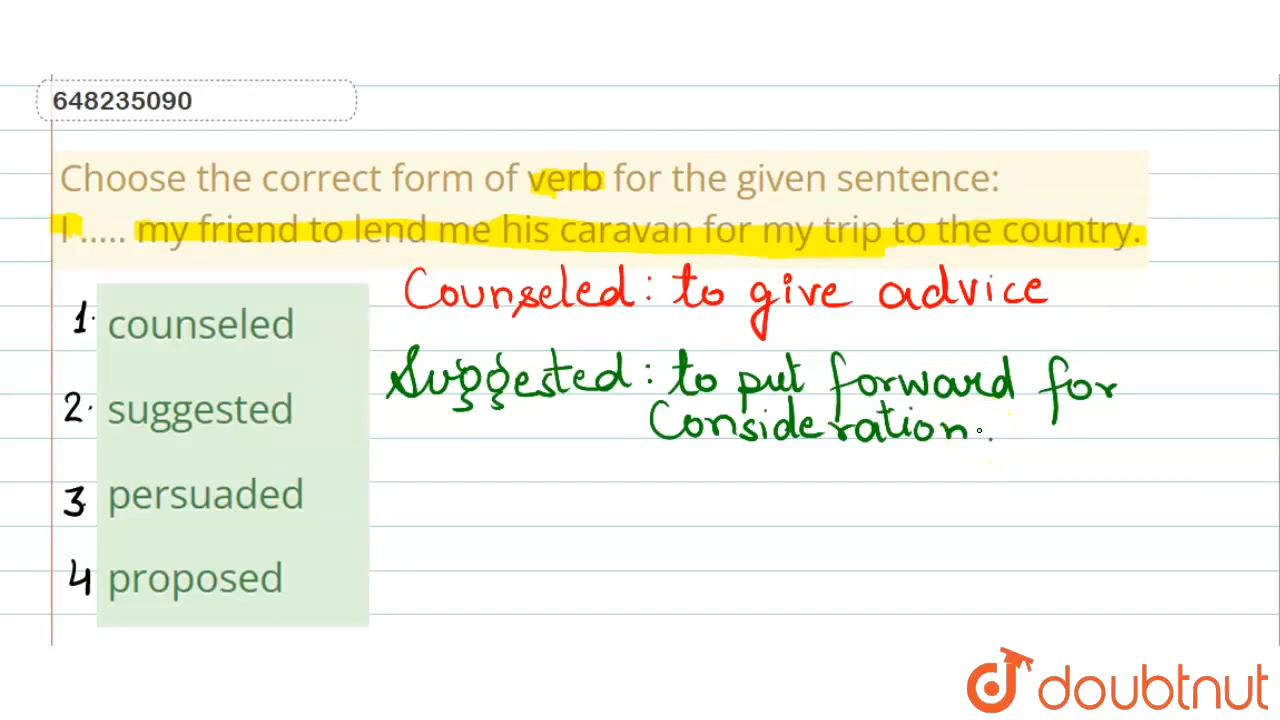 648235090
Choose the correct form of verb for the given sentence:
I ..... my friend to lend me his caravan for my trip to the country.
Counseled: to give advice
1. counseled
Suggested: to put forward for
2. suggested
Consideration.
3. persuaded
4 proposed
doubtnut